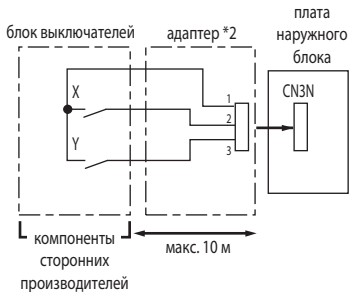 плата
наружного
блока
блок выключателей
адаптер *2
CN3N
X
1
2
Y
3
макс. 10 м
компоненты
сторонних
производителей